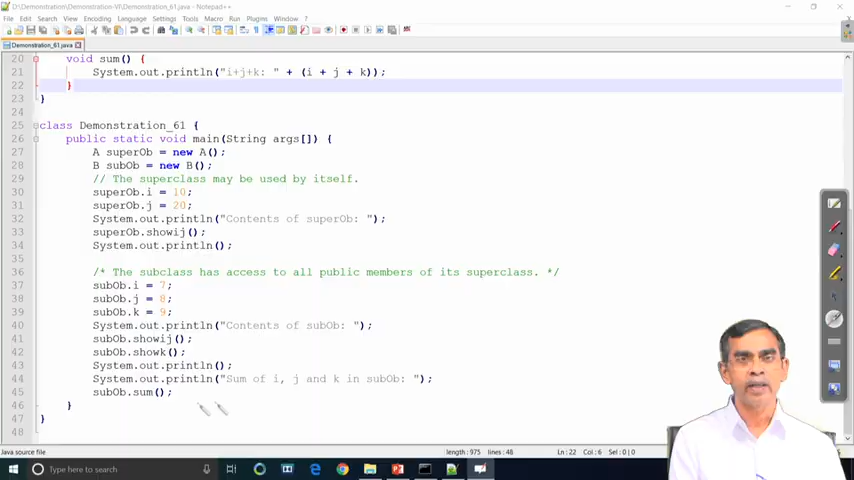 D:\Demonstration\Demonstration-VI\Demonstration_61.java - Notepad++
File Edit Search View Encoding Language Settings Tools Macro Run Plugins Window ?
Demonstration_61.java
20 void sum() {
21 System.out.println("i+j+k: " + (i + j + k));
22 }
23 }
24
25 class Demonstration_61 {
26 public static void main(String args[]) {
27 A superOb = new A();
28 B subOb = new B();
29 // The superclass may be used by itself.
30 superOb.i = 10;
31 superOb.j = 20;
32 System.out.println("Contents of superOb: ");
33 superOb.showij();
34 System.out.println();
35
36 /* The subclass has access to all public members of its superclass. */
37 subOb.i = 7;
38 subOb.j = 8;
39 subOb.k = 9;
40 System.out.println("Contents of subOb: ");
41 subOb.showij();
42 subOb.showk();
43 System.out.println();
44 System.out.println("Sum of i, j and k in subOb: ");
45 subOb.sum();
46 }
47 }
48
Java source file length: 975 lines: 48 Ln:22 Col:6 Sel:0|0
Type here to search